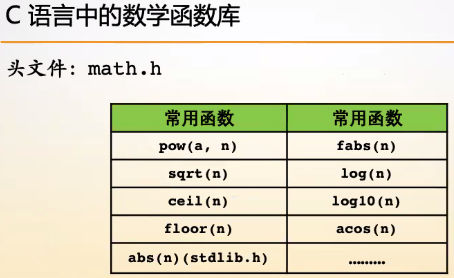 C 语言中的数学函数库
头文件: math.h
常用函数 常用函数
pow(a, n) fabs(n)
sqrt(n) log(n)
ceil(n) log10(n)
floor(n) acos(n)
abs(n)(stdlib.h) ………